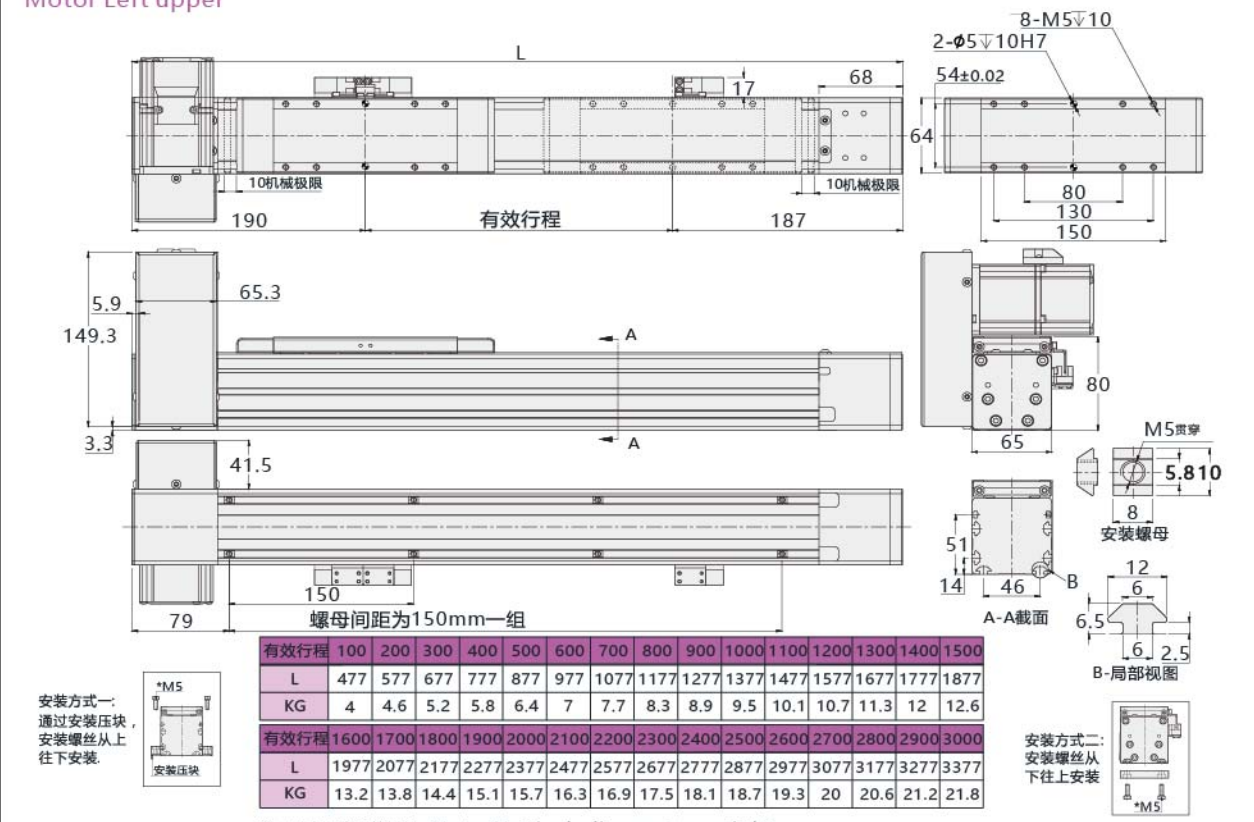 Motor Left upper
8-M5↧10
2-ϕ5↧10H7
L
17
68
54±0.02
64
10机械极限
10机械极限
80
190
有效行程
187
130
150
5.9
65.3
149.3
A
80
3.3
A
65
M5贯穿
41.5
5.8 10
8
安装螺母
51
14
46
B
12
6
A-A截面
6.5
150
79
螺母间距为150mm一组
6
2.5
B-局部视图
有效行程 100 200 300 400 500 600 700 800 900 1000 1100 1200 1300 1400 1500
L 477 577 677 777 877 977 1077 1177 1277 1377 1477 1577 1677 1777 1877
KG 4 4.6 5.2 5.8 6.4 7 7.7 8.3 8.9 9.5 10.1 10.7 11.3 12 12.6
有效行程 1600 1700 1800 1900 2000 2100 2200 2300 2400 2500 2600 2700 2800 2900 3000
L 1977 2077 2177 2277 2377 2477 2577 2677 2777 2877 2977 3077 3177 3277 3377
KG 13.2 13.8 14.4 15.1 15.7 16.3 16.9 17.5 18.1 18.7 19.3 20 20.6 21.2 21.8
安装方式一:
通过安装压块，
安装螺丝从上
往下安装.
*M5
安装压块
安装方式二:
安装螺丝从
下往上安装
*M5